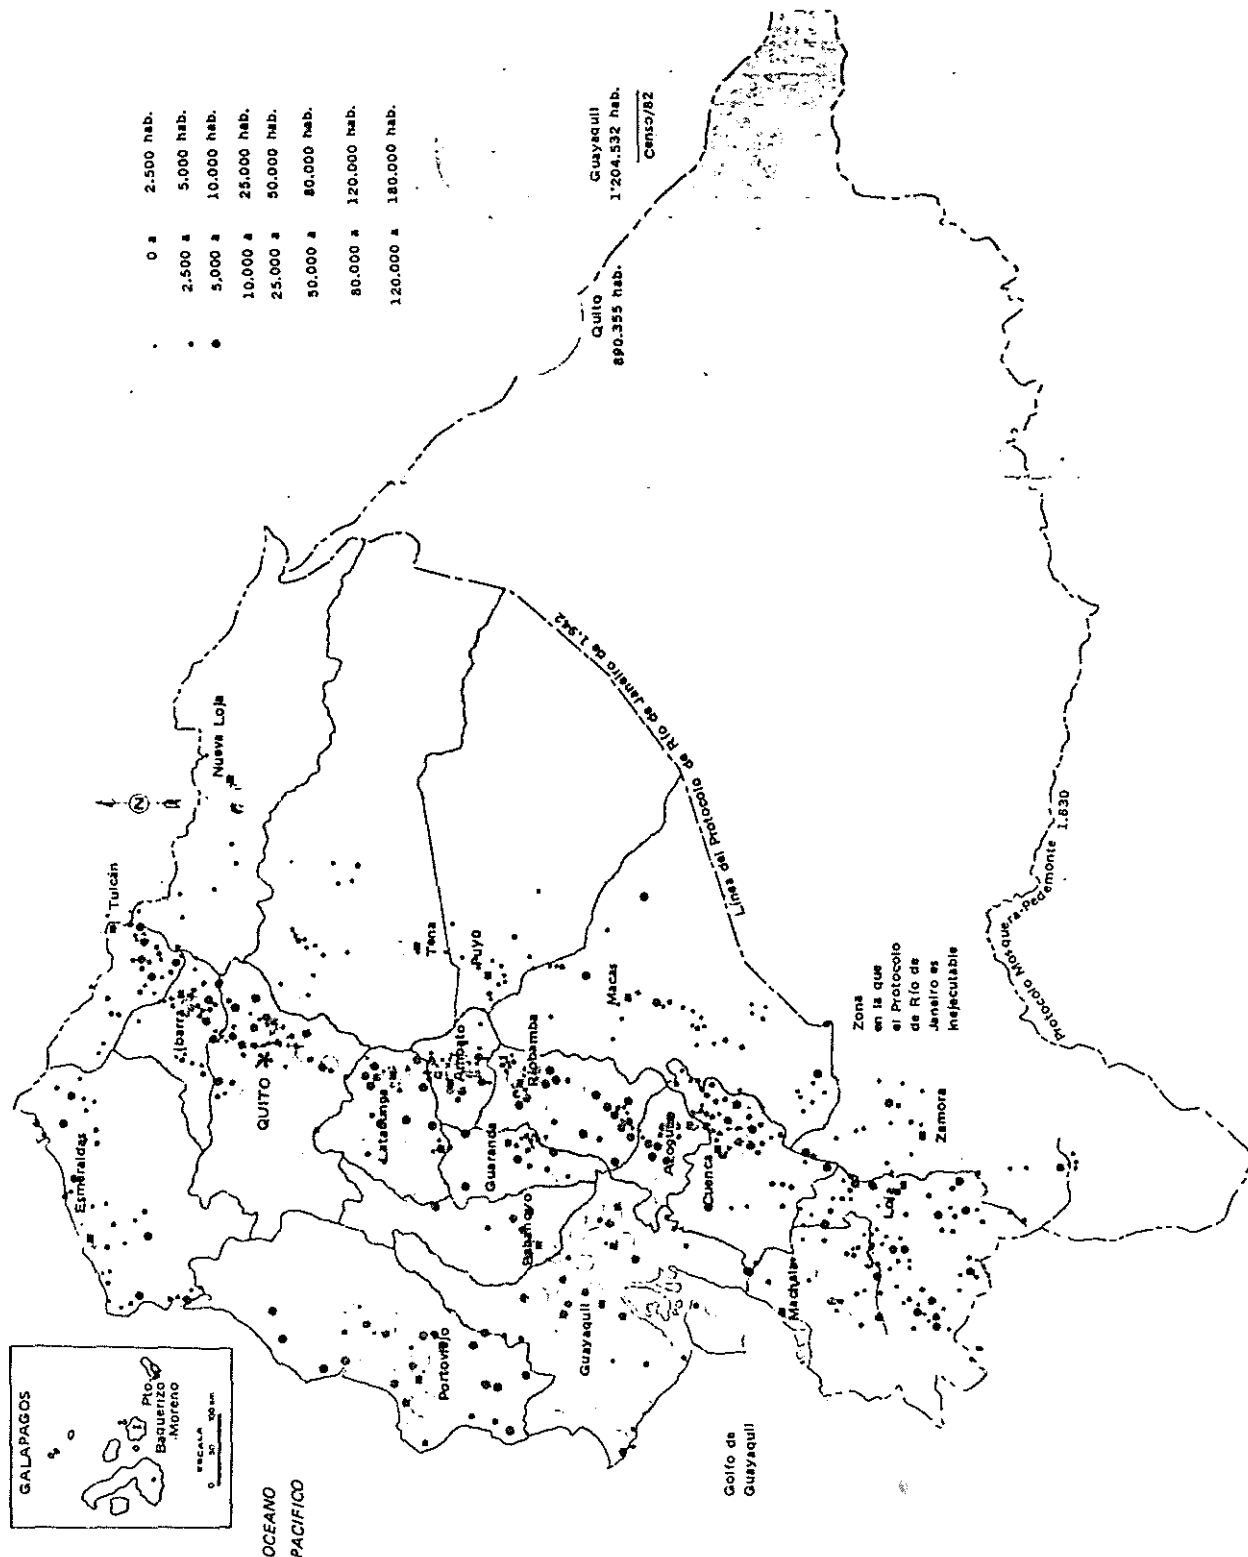 GALAPAGOS
Pto.
Baquerizo
Moreno
ESCALA
0 50 100 km
OCEANO
PACIFICO
Esmeraldas
Tulcán
Ibarra
Nueva Loja
N
QUITO
Tena
Latacunga
Ambato
Puyo
Portoviejo
Guaranda
Riobamba
Babahoyo
Macas
Guayaquil
Azogues
Cuenca
Golfo de
Guayaquil
Machala
Loja
Zamora
Zona
en la que
el Protocolo
de Río de
Janeiro es
inejecutable
Línea del Protocolo de Río de Janeiro de 1.942
Protocolo Mosquera-Pedemonte 1.830
0 a 2.500 hab.
2.500 a 5.000 hab.
5.000 a 10.000 hab.
10.000 a 25.000 hab.
25.000 a 50.000 hab.
50.000 a 80.000 hab.
80.000 a 120.000 hab.
120.000 a 180.000 hab.
Quito
890.355 hab.
Guayaquil
1'204.532 hab.
Censo/82